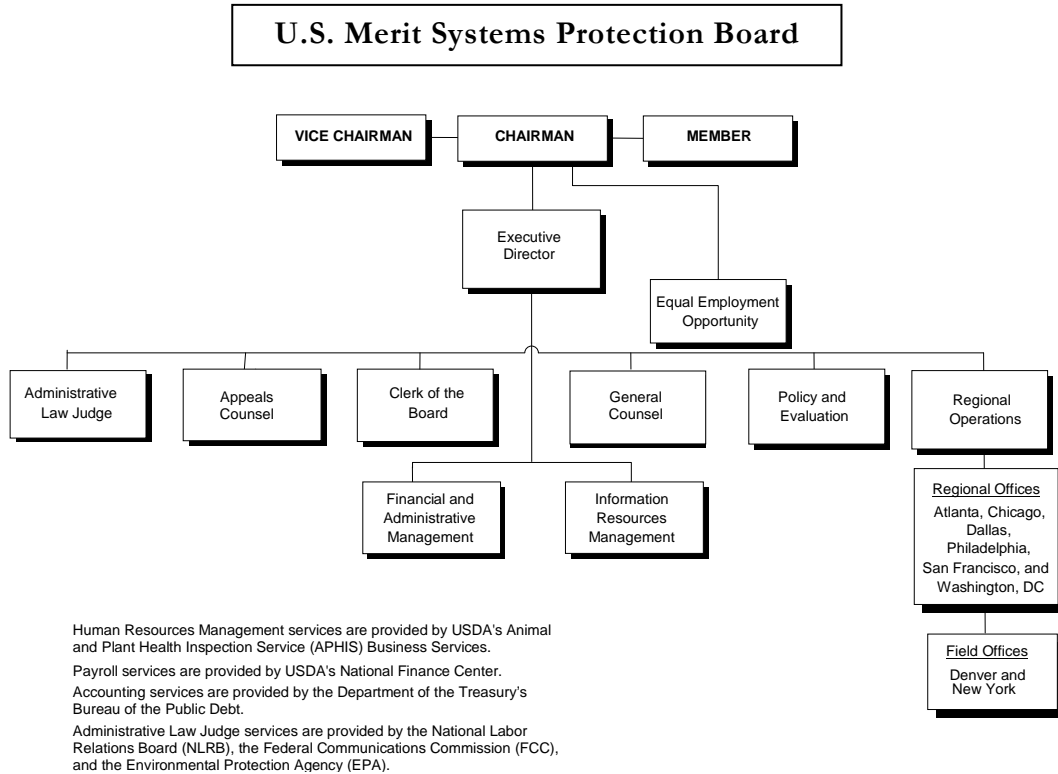 U.S. Merit Systems Protection Board
VICE CHAIRMAN
CHAIRMAN
MEMBER
Executive
Director
Equal Employment
Opportunity
Administrative
Law Judge
Appeals
Counsel
Clerk of the
Board
General
Counsel
Policy and
Evaluation
Regional
Operations
Financial and
Administrative
Management
Information
Resources
Management
Regional Offices
Atlanta, Chicago,
Dallas,
Philadelphia,
San Francisco, and
Washington, DC
Field Offices
Denver and
New York
Human Resources Management services are provided by USDA's Animal
and Plant Health Inspection Service (APHIS) Business Services.
Payroll services are provided by USDA's National Finance Center.
Accounting services are provided by the Department of the Treasury's
Bureau of the Public Debt.
Administrative Law Judge services are provided by the National Labor
Relations Board (NLRB), the Federal Communications Commission (FCC),
and the Environmental Protection Agency (EPA).